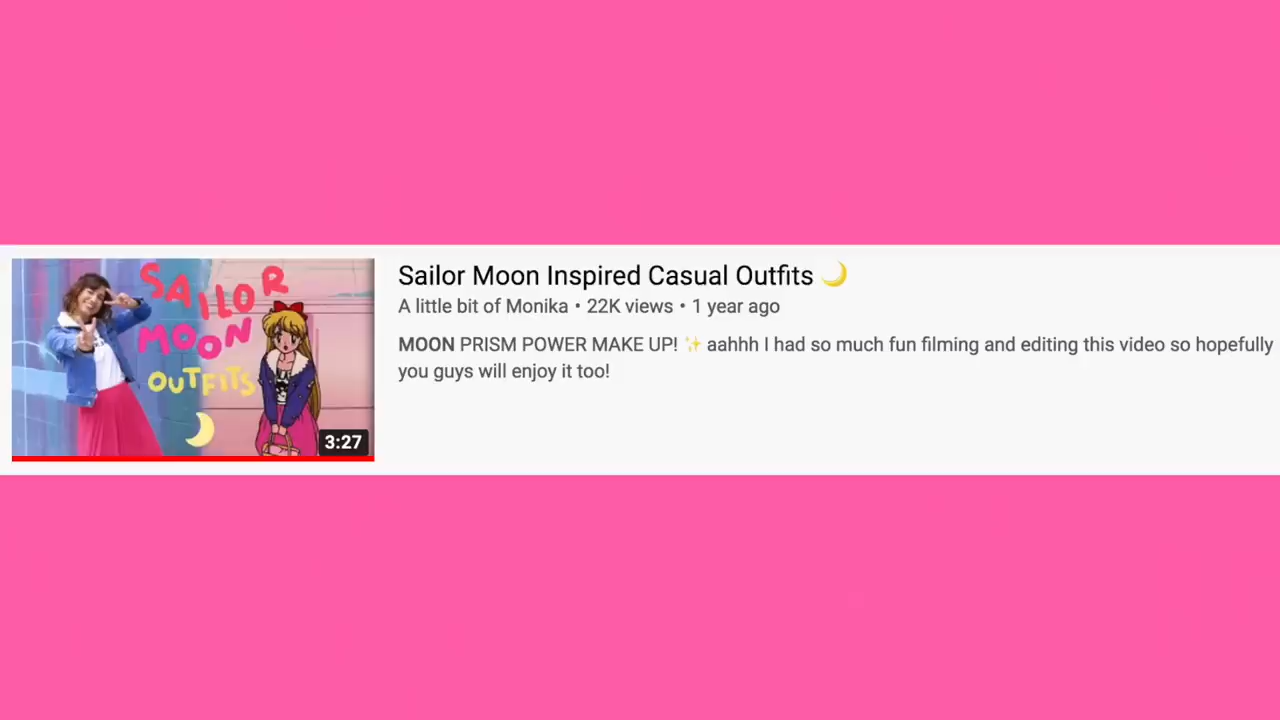 SAILOR
MOON
OUTFITS
3:27
Sailor Moon Inspired Casual Outfits 🌙
A little bit of Monika • 22K views • 1 year ago
MOON PRISM POWER MAKE UP! ✨ aahhh I had so much fun filming and editing this video so hopefully
you guys will enjoy it too!